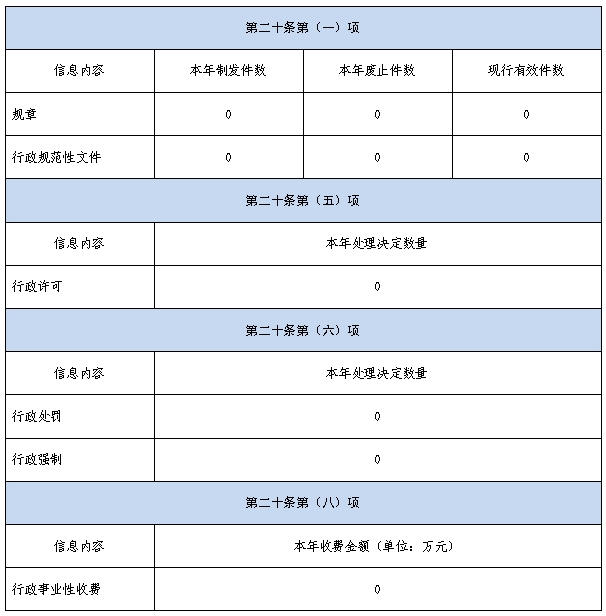 第二十条第（一）项
信息内容 本年制发件数 本年废止件数 现行有效件数
规章 0 0 0
行政规范性文件 0 0 0
第二十条第（五）项
信息内容 本年处理决定数量
行政许可 0
第二十条第（六）项
信息内容 本年处理决定数量
行政处罚 0
行政强制 0
第二十条第（八）项
信息内容 本年收费金额（单位：万元）
行政事业性收费 0